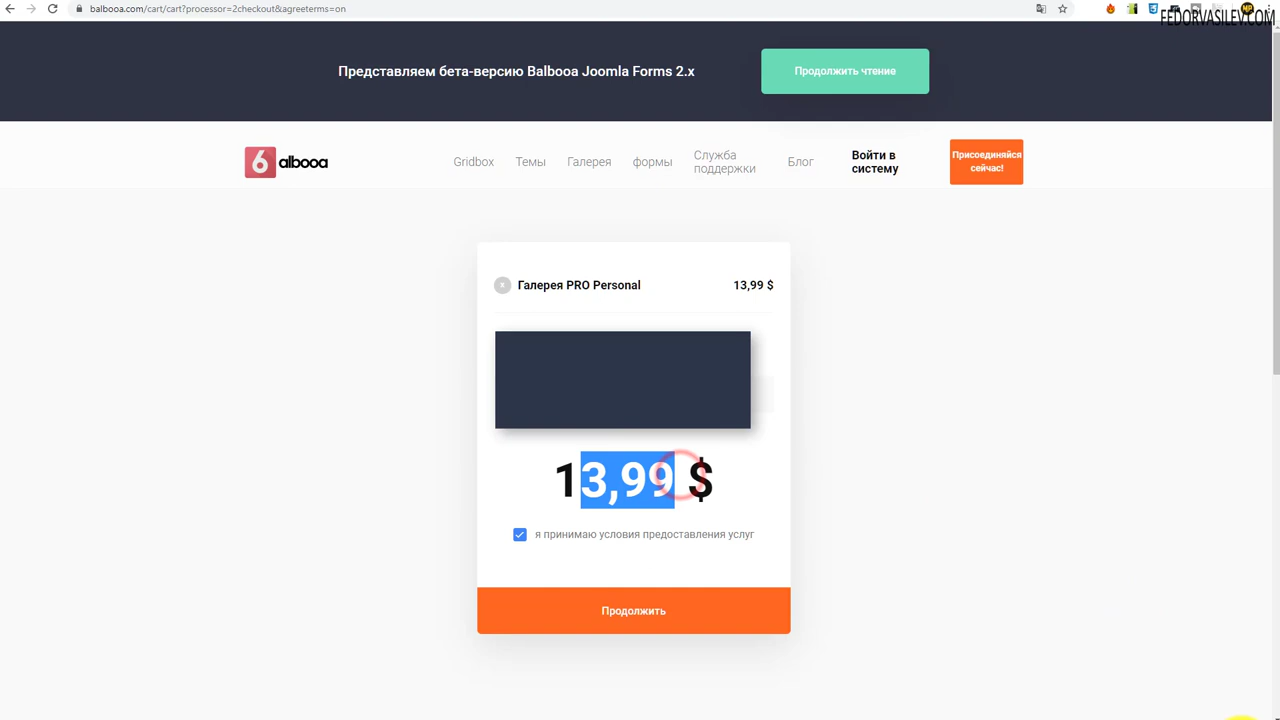 balbooa.com/cart/cart?processor=2checkout&agreeterms=on
FEDORVASILEV.COM
Представляем бета-версию Balbooa Joomla Forms 2.x
Продолжить чтение
6 albooa
Gridbox
Темы
Галерея
формы
Служба
поддержки
Блог
Войти в
систему
Присоединяйся
сейчас!
x Галерея PRO Personal 13,99 $
13,99 $
я принимаю условия предоставления услуг
Продолжить